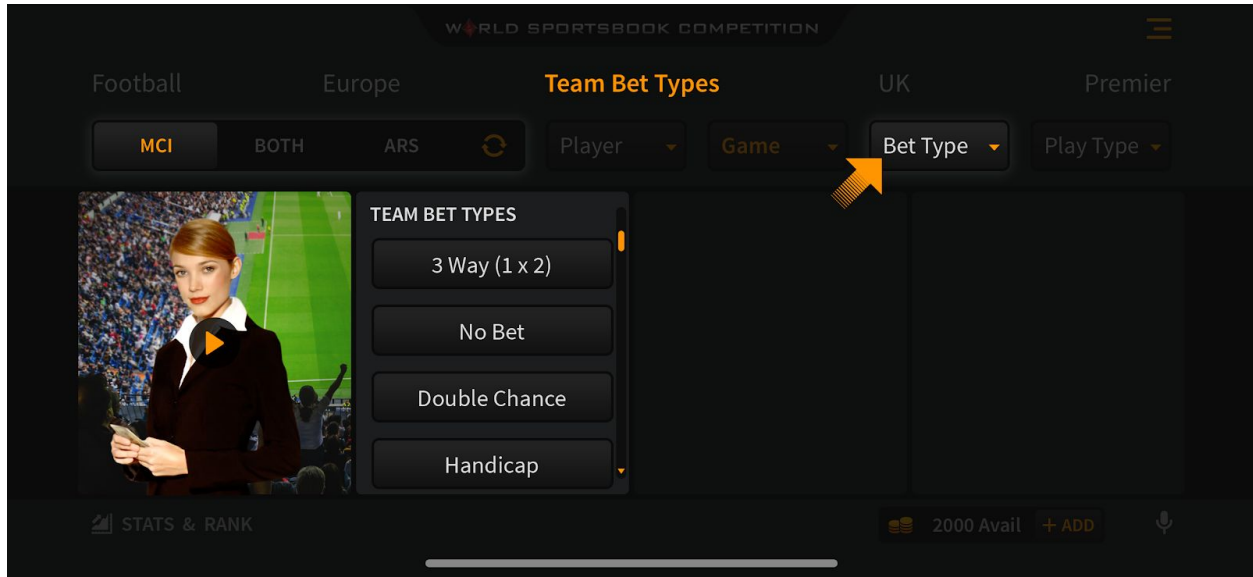 WORLD SPORTSBOOK COMPETITION
Football Europe Team Bet Types UK Premier
MCI BOTH ARS Player Game Bet Type Play Type
TEAM BET TYPES
3 Way (1 x 2)
No Bet
Double Chance
Handicap
STATS & RANK 2000 Avail + ADD